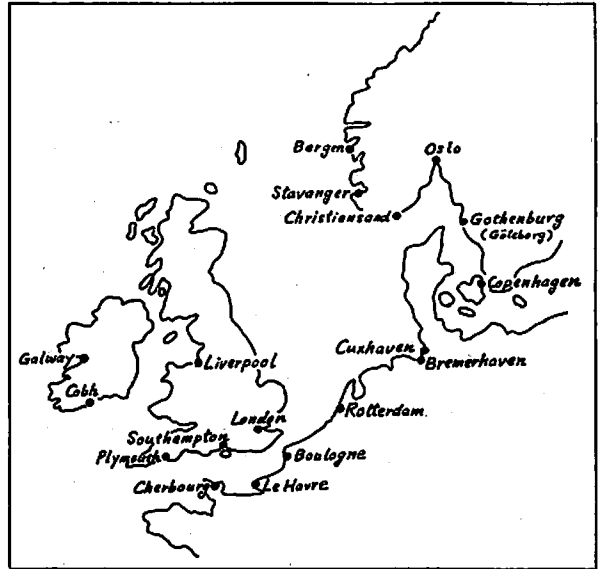 Bergen
Oslo
Stavanger
Christiansand
Gothenburg
(Göteborg)
Copenhagen
Galway
Liverpool
Cuxhaven
Bremerhaven
Cobh
London
Rotterdam.
Southampton
Plymouth
Boulogne
Cherbourg
Le Havre